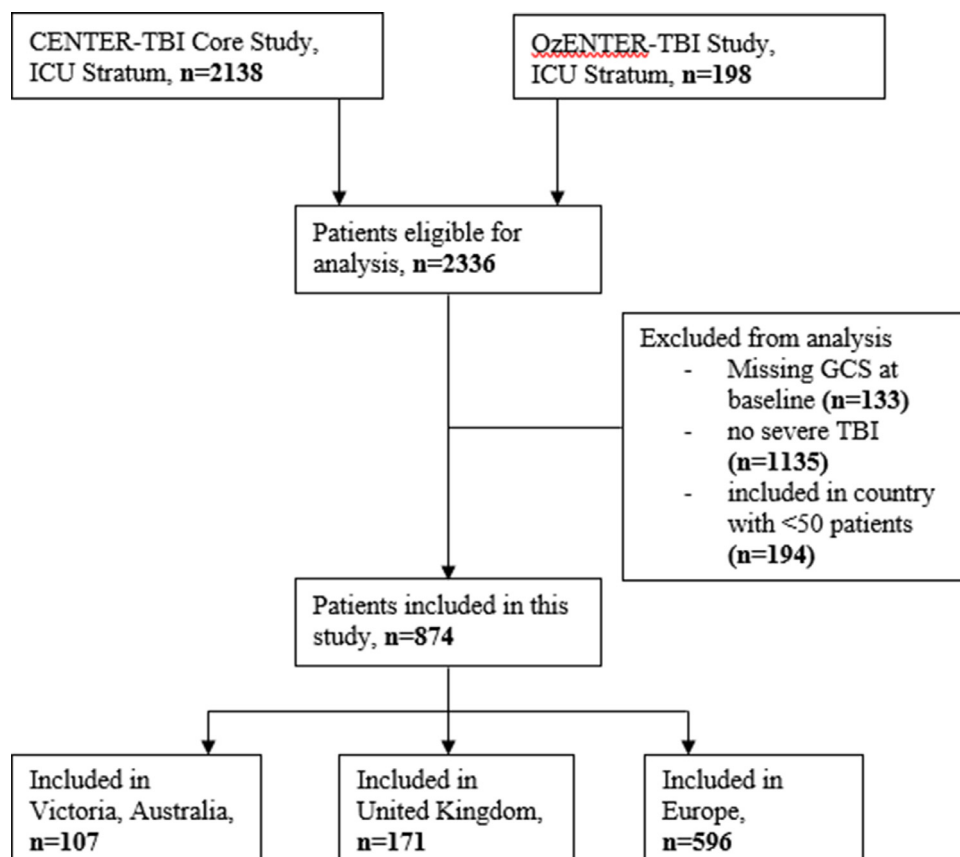 CENTER-TBI Core Study,
ICU Stratum, n=2138
OzENTER-TBI Study,
ICU Stratum, n=198
Patients eligible for
analysis, n=2336
Excluded from analysis
- Missing GCS at
baseline (n=133)
- no severe TBI
(n=1135)
- included in country
with <50 patients
(n=194)
Patients included in this
study, n=874
Included in
Victoria, Australia,
n=107
Included in
United Kingdom,
n=171
Included in
Europe,
n=596